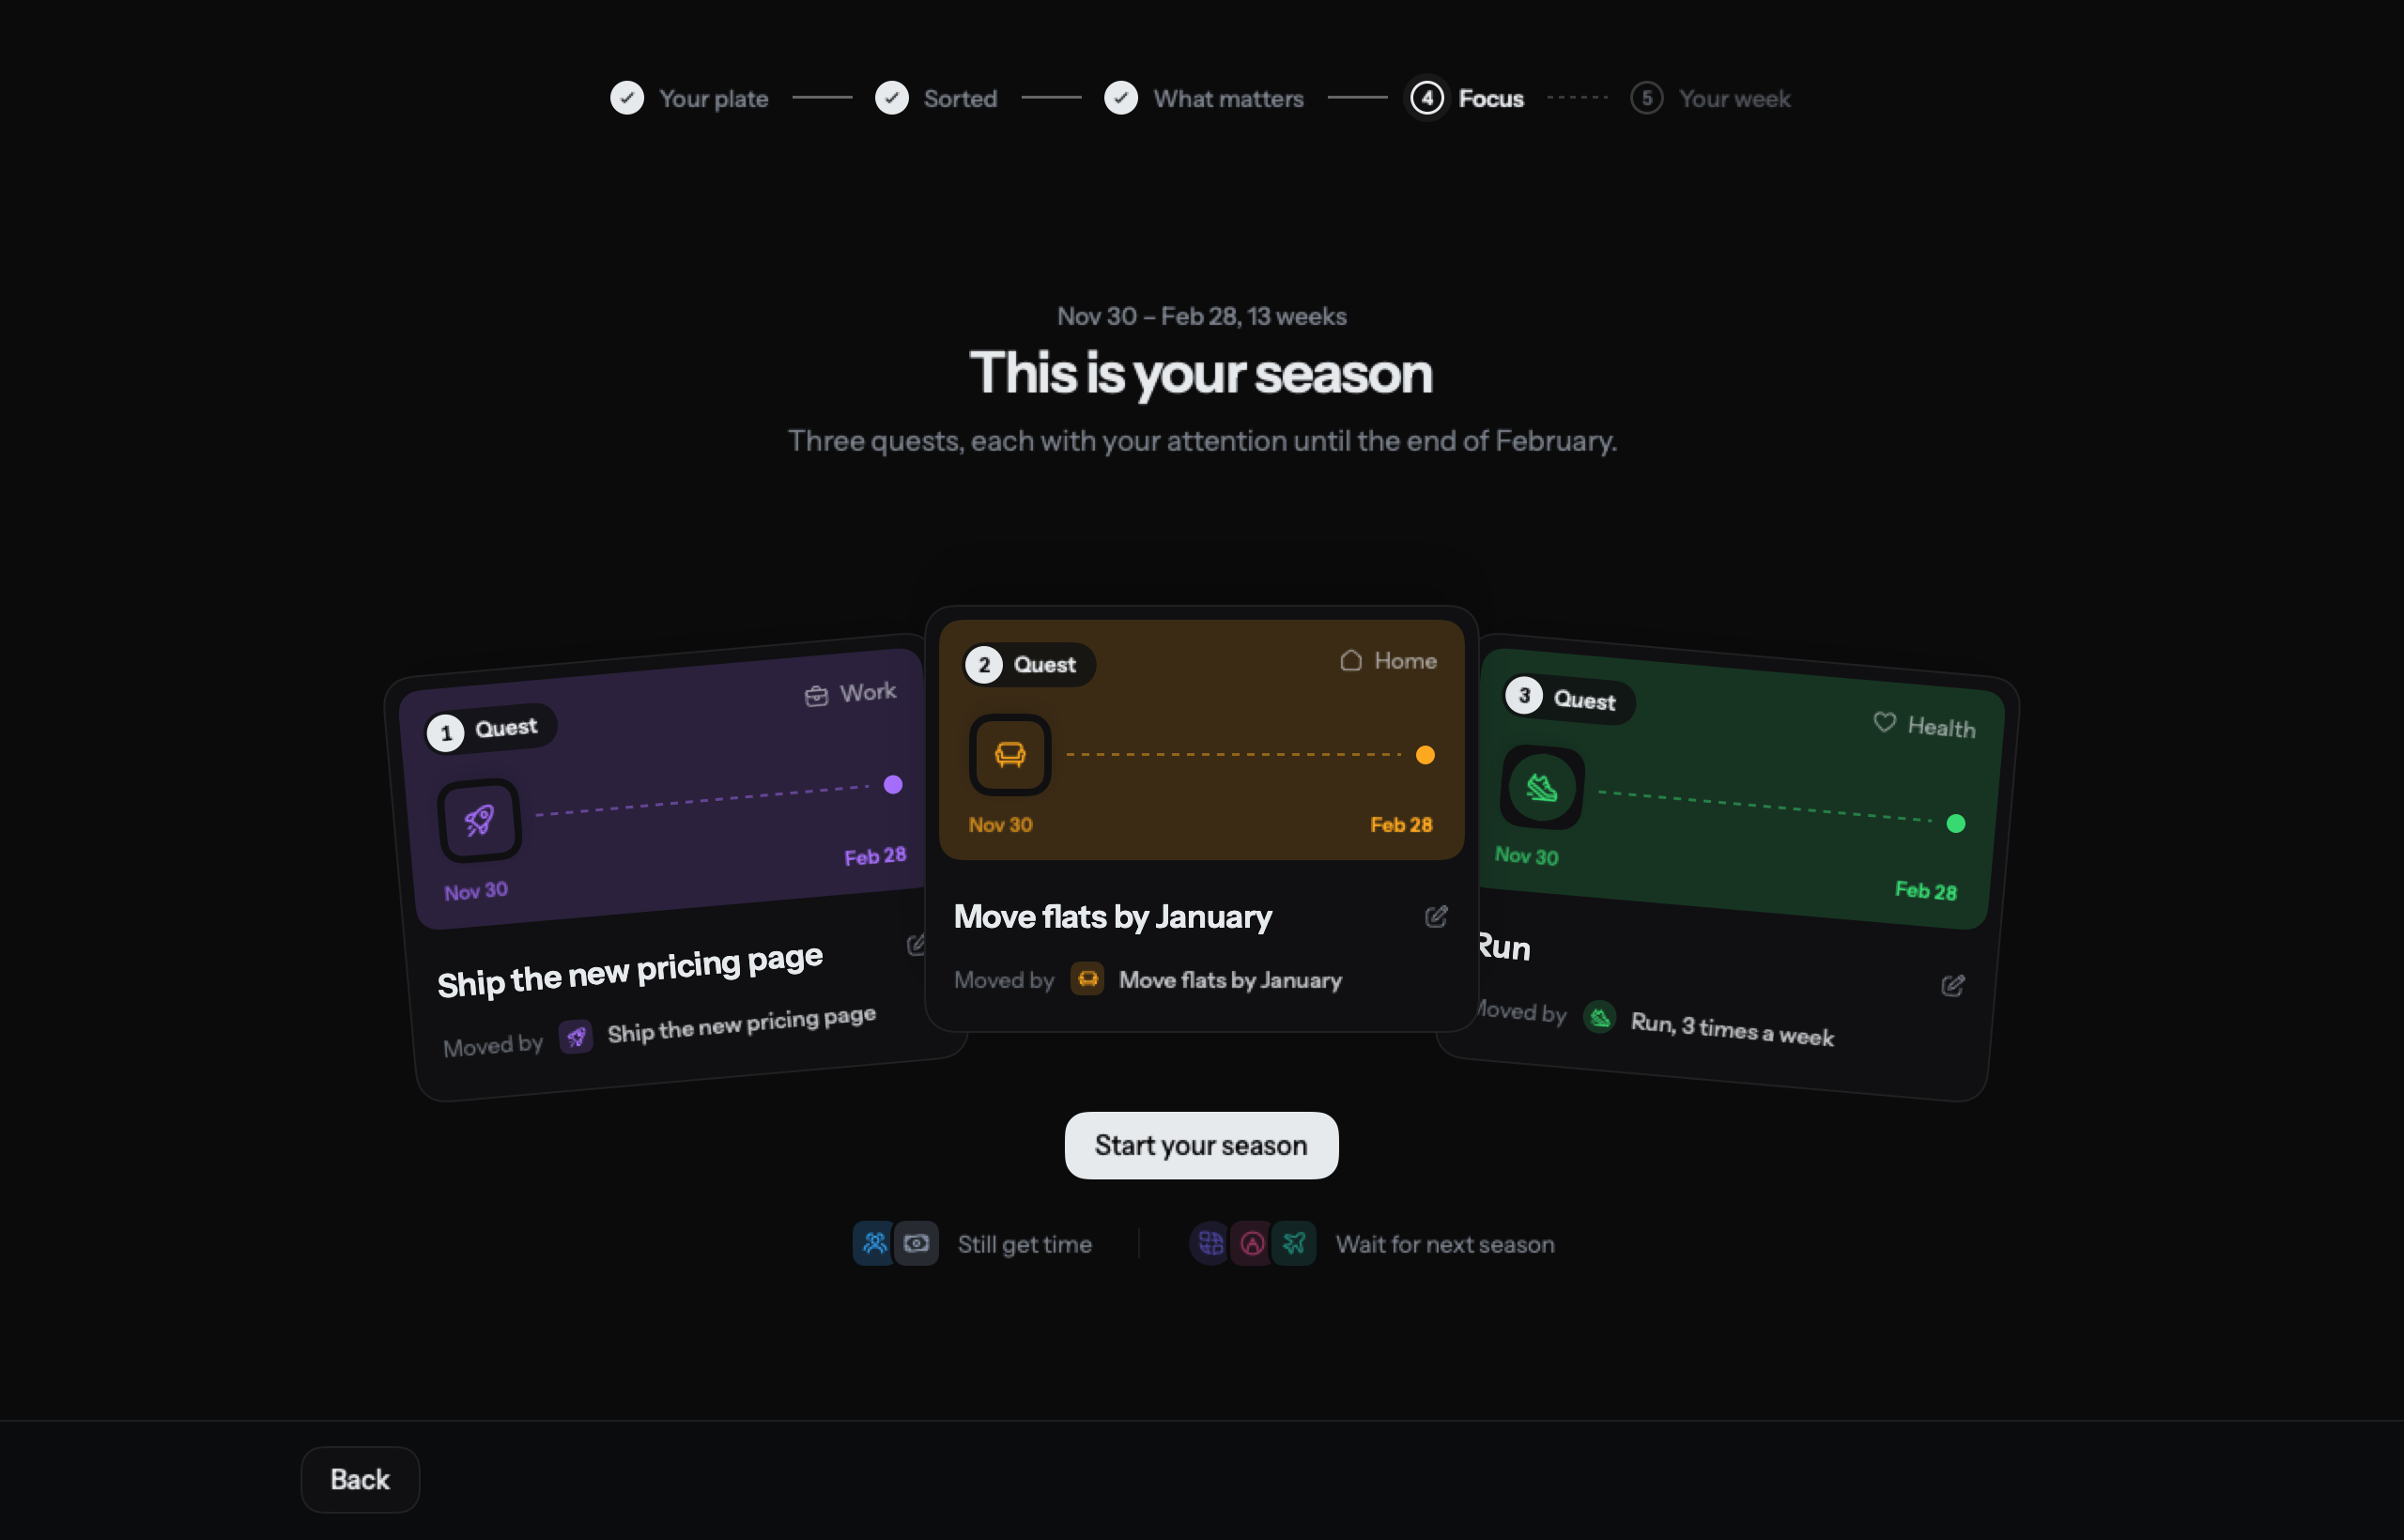 Your plate
Sorted
What matters
4 Focus
5 Your week
Nov 30 – Feb 28, 13 weeks
This is your season
Three quests, each with your attention until the end of February.
1 Quest
Work
Nov 30
Feb 28
Ship the new pricing page
Moved by Ship the new pricing page
2 Quest
Home
Nov 30
Feb 28
Move flats by January
Moved by Move flats by January
3 Quest
Health
Nov 30
Feb 28
Run
Moved by Run, 3 times a week
Start your season
Still get time
Wait for next season
Back